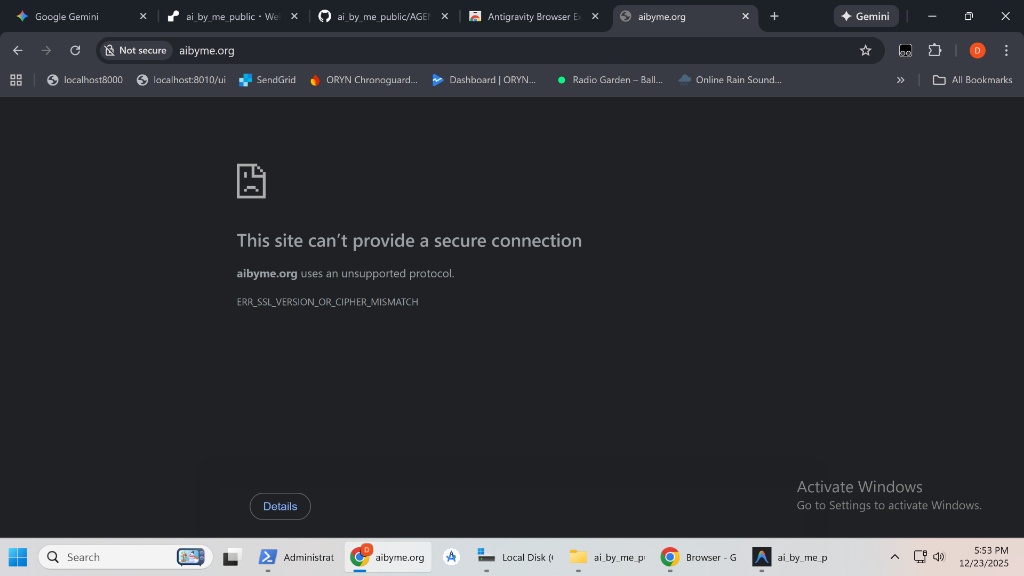 Google Gemini
ai_by_me_public • We
ai_by_me_public/AGE
Antigravity Browser E
aibyme.org
Gemini
Not secure
aibyme.org
D
localhost8000
localhost:8010/ui
SendGrid
ORYN Chronoguard...
Dashboard | ORYN...
Radio Garden – Ball...
Online Rain Sound...
All Bookmarks
This site can't provide a secure connection
aibyme.org uses an unsupported protocol.
ERR_SSL_VERSION_OR_CIPHER_MISMATCH
Details
Activate Windows
Go to Settings to activate Windows.
Search
Administrat
D
aibyme.org
Local Disk (
ai_by_me_p
Browser - G
ai_by_me_p
5:53 PM
12/23/2025